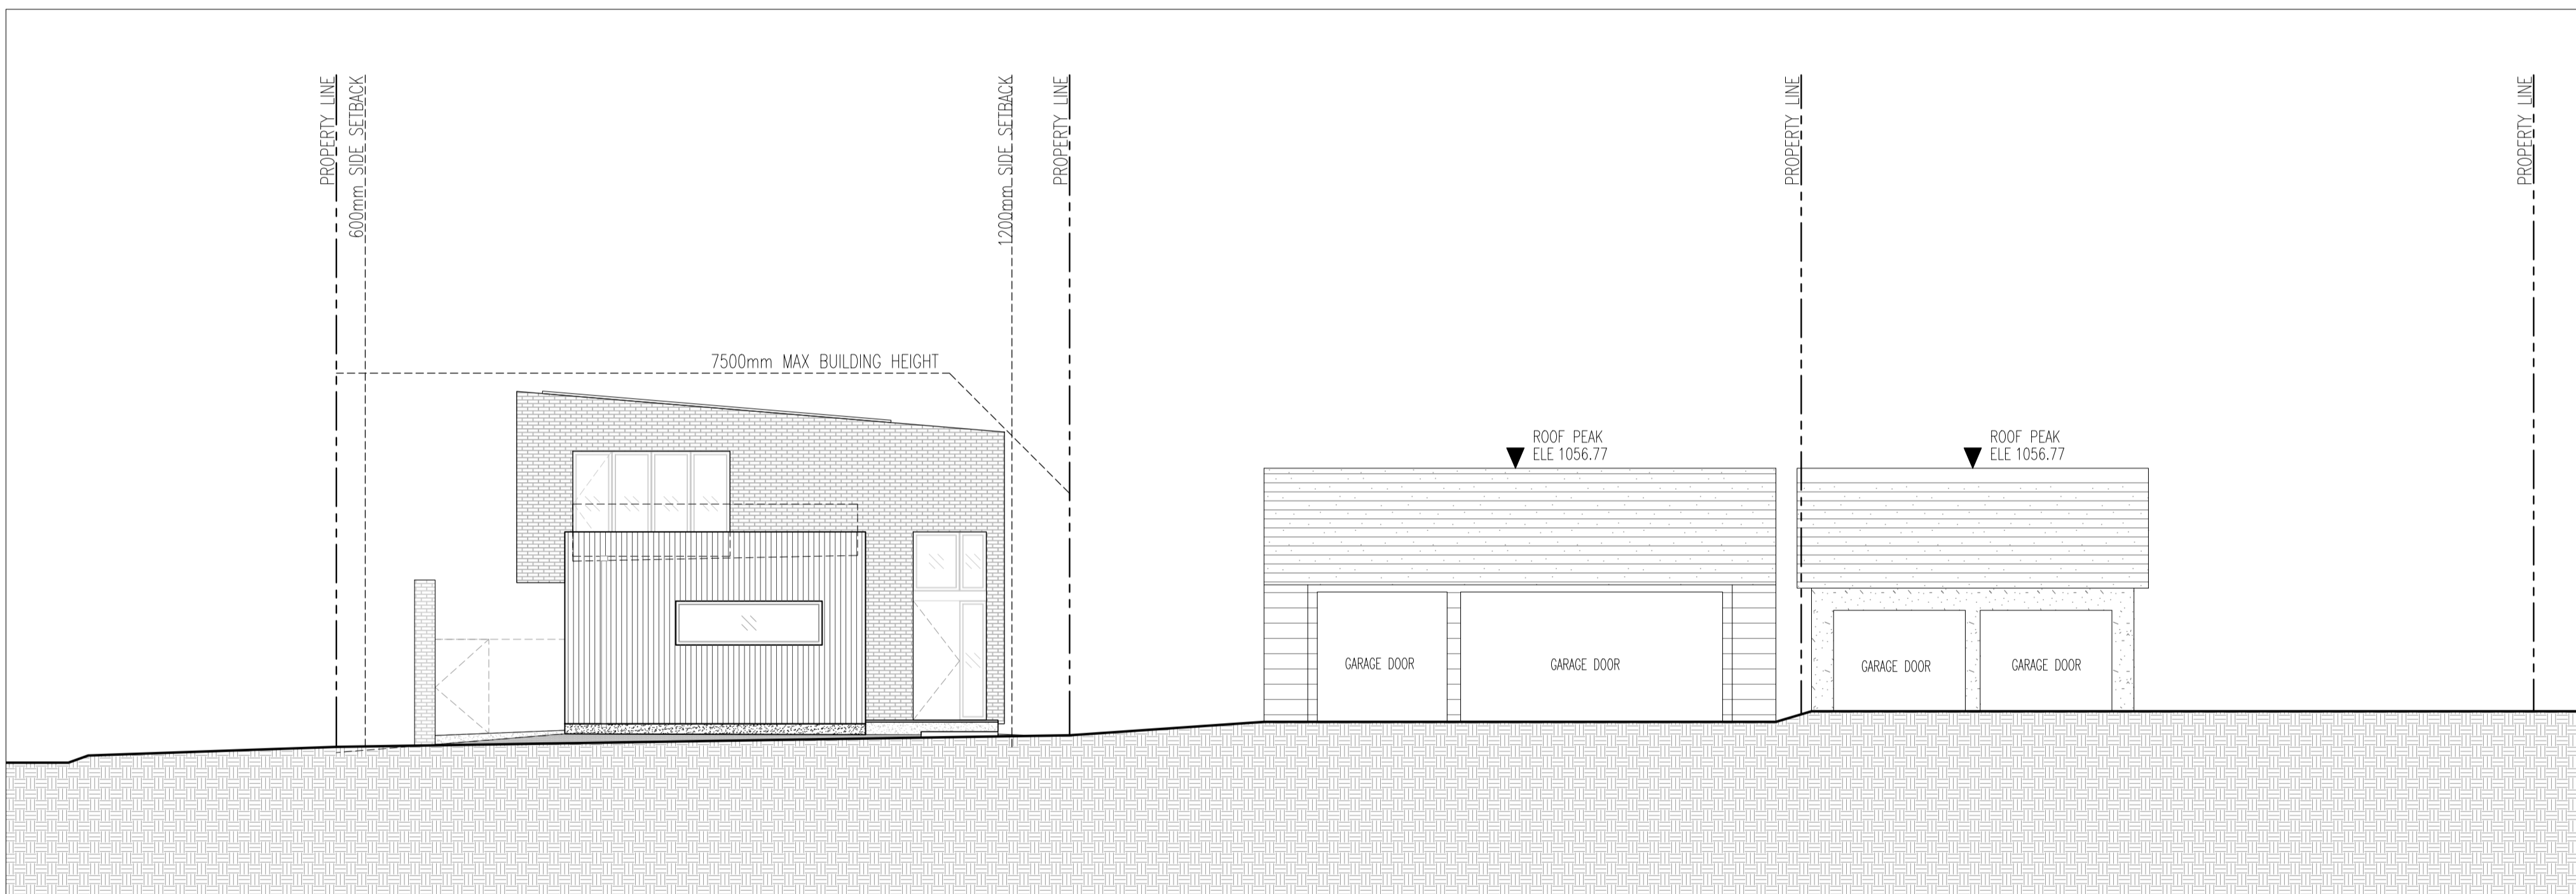 PROPERTY LINE
600mm SIDE SETBACK
1200mm SIDE SETBACK
PROPERTY LINE
PROPERTY LINE
PROPERTY LINE
7500mm MAX BUILDING HEIGHT
ROOF PEAK
ELE 1056.77
ROOF PEAK
ELE 1056.77
GARAGE DOOR
GARAGE DOOR
GARAGE DOOR
GARAGE DOOR